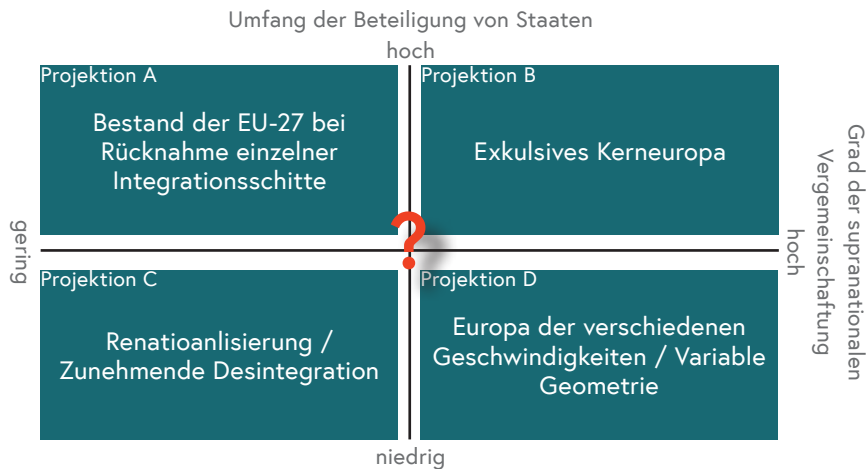 Umfang der Beteiligung von Staaten
hoch
Projektion A
Bestand der EU-27 bei
Rücknahme einzelner
Integrationsschitte
Projektion B
Exkulsives Kerneuropa
gering
?
hoch
Grad der supranationalen
Vergemeinschaftung
Projektion C
Renatioanlisierung /
Zunehmende Desintegration
Projektion D
Europa der verschiedenen
Geschwindigkeiten / Variable
Geometrie
niedrig